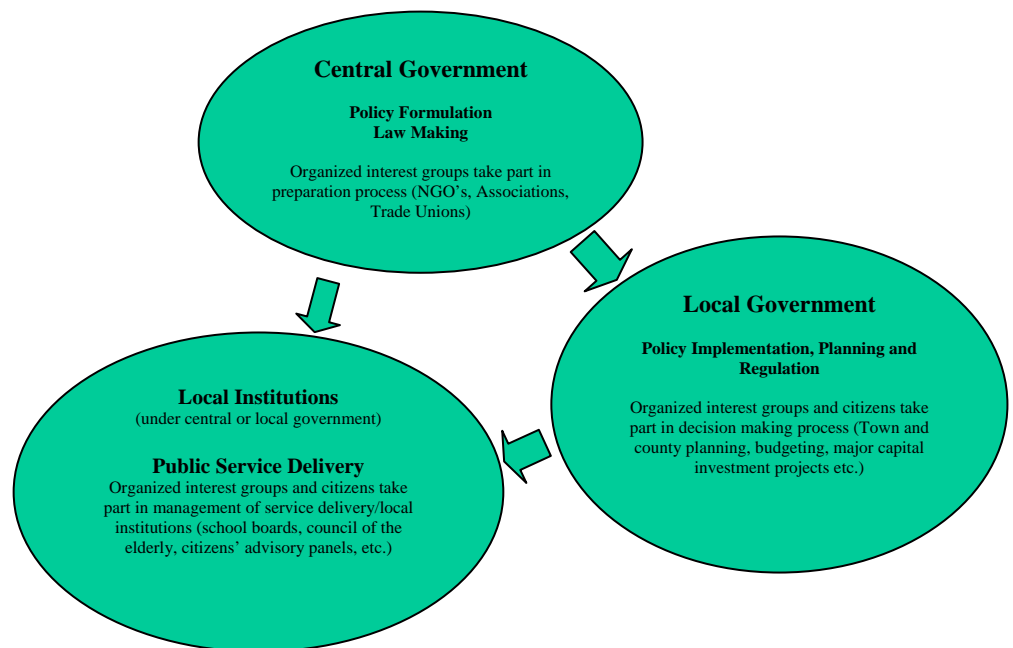 Central Government
Policy Formulation
Law Making
Organized interest groups take part in
preparation process (NGO's, Associations,
Trade Unions)
Local Government
Policy Implementation, Planning and
Regulation
Organized interest groups and citizens take
part in decision making process (Town and
county planning, budgeting, major capital
investment projects etc.)
Local Institutions
(under central or local government)
Public Service Delivery
Organized interest groups and citizens take
part in management of service delivery/local
institutions (school boards, council of the
elderly, citizens’ advisory panels, etc.)